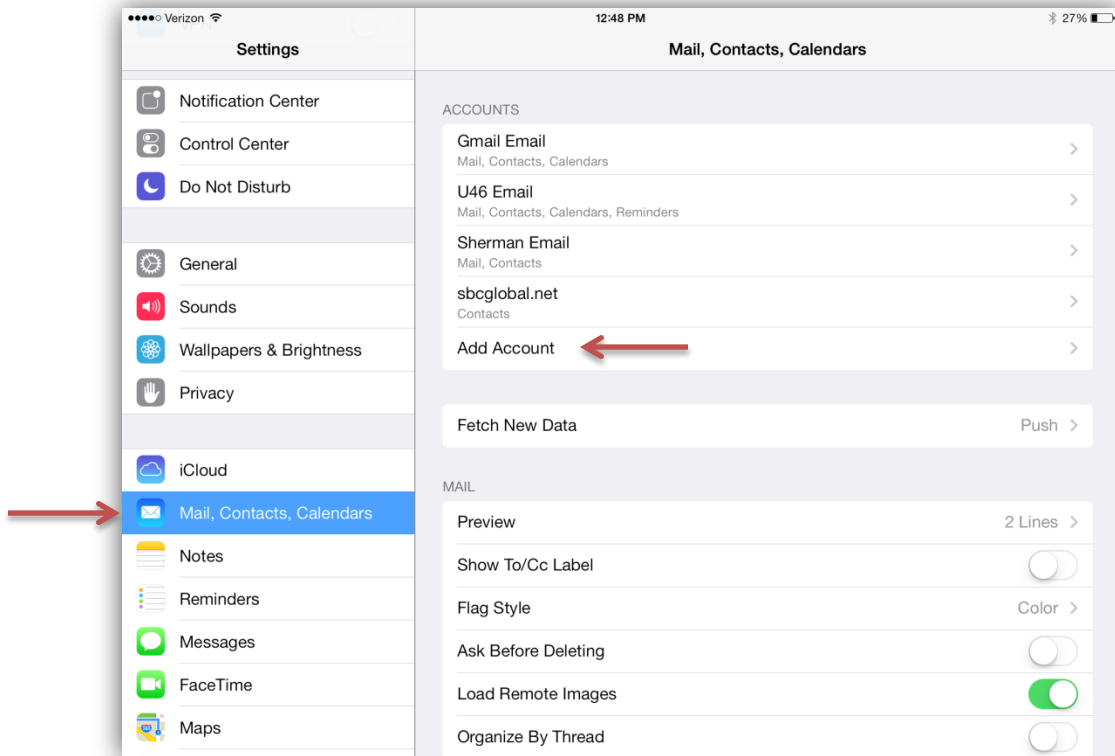 Verizon 12:48 PM 27%
Settings
Mail, Contacts, Calendars
Notification Center
Control Center
Do Not Disturb
General
Sounds
Wallpapers & Brightness
Privacy
iCloud
Mail, Contacts, Calendars
Notes
Reminders
Messages
FaceTime
Maps
ACCOUNTS
Gmail Email
Mail, Contacts, Calendars
U46 Email
Mail, Contacts, Calendars, Reminders
Sherman Email
Mail, Contacts
sbcglobal.net
Contacts
Add Account
Fetch New Data Push
MAIL
Preview 2 Lines
Show To/Cc Label
Flag Style Color
Ask Before Deleting
Load Remote Images
Organize By Thread